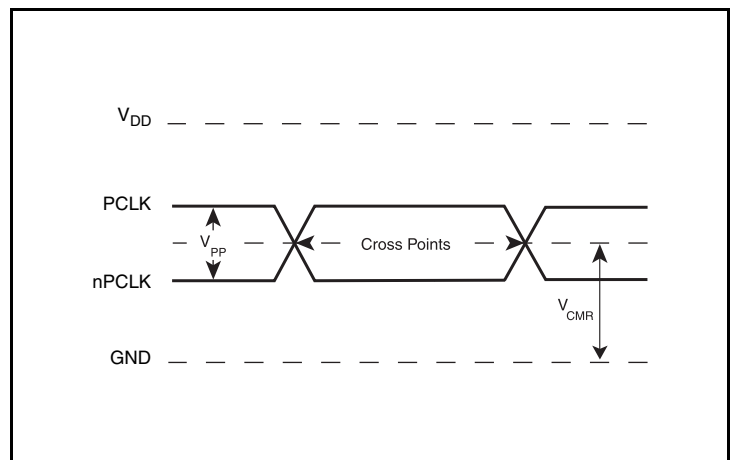 VDD
PCLK
VPP
Cross Points
nPCLK
VCMR
GND